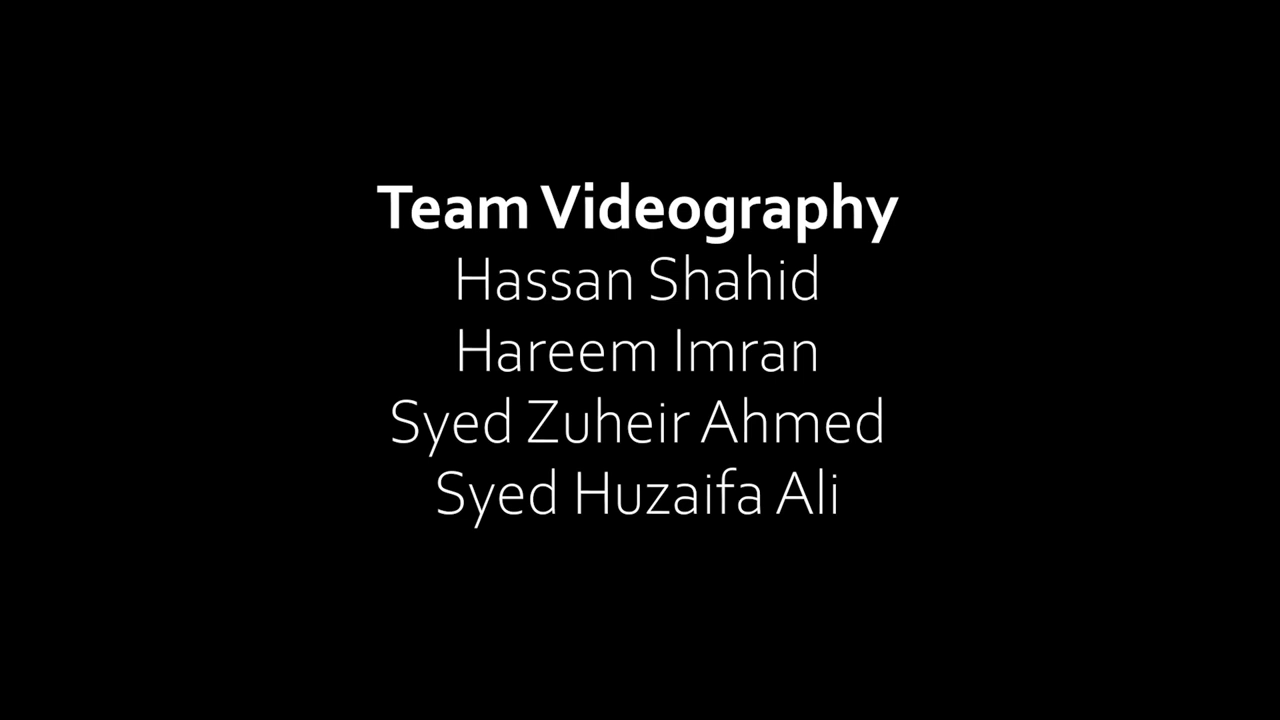 Team Videography
Hassan Shahid
Hareem Imran
Syed Zuheir Ahmed
Syed Huzaifa Ali